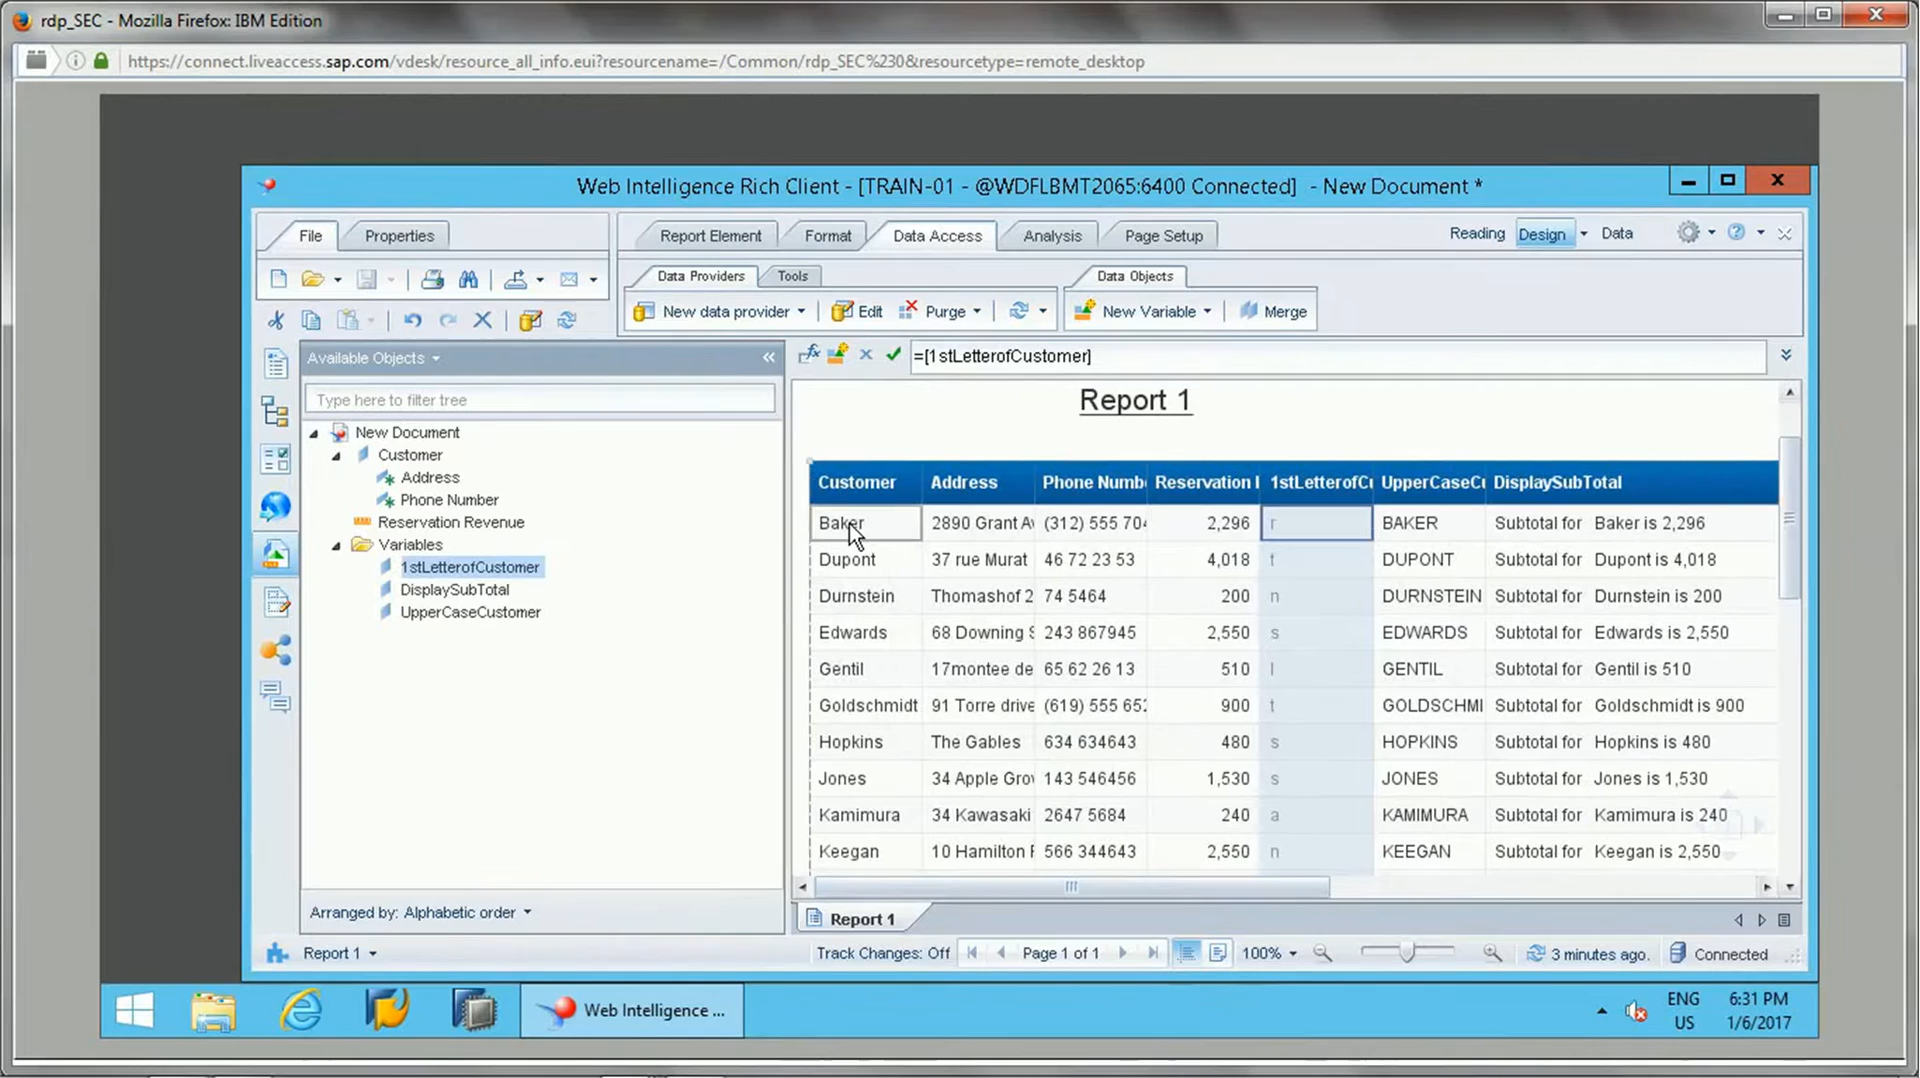 rdp_SEC - Mozilla Firefox: IBM Edition
https://connect.liveaccess.sap.com/vdesk/resource_all_info.eui?resourcename=/Common/rdp_SEC%230&resourcetype=remote_desktop
Web Intelligence Rich Client - [TRAIN-01 - @WDFLBMT2065:6400 Connected] - New Document *
File Properties Report Element Format Data Access Analysis Page Setup Reading Design Data
Data Providers Tools Data Objects
New data provider Edit Purge New Variable Merge
Available Objects =[1stLetterofCustomer]
Type here to filter tree
New Document
Customer
Address
Phone Number
Reservation Revenue
Variables
1stLetterofCustomer
DisplaySubTotal
UpperCaseCustomer
Arranged by: Alphabetic order
Report 1
Customer Address Phone Numb Reservation 1stLetterofCu UpperCaseCu DisplaySubTotal
Baker 2890 Grant Av (312) 555 704 2,296 r BAKER Subtotal for Baker is 2,296
Dupont 37 rue Murat 46 72 23 53 4,018 t DUPONT Subtotal for Dupont is 4,018
Durnstein Thomashof 2 74 5464 200 n DURNSTEIN Subtotal for Durnstein is 200
Edwards 68 Downing S 243 867945 2,550 s EDWARDS Subtotal for Edwards is 2,550
Gentil 17montee de 65 62 26 13 510 l GENTIL Subtotal for Gentil is 510
Goldschmidt 91 Torre drive (619) 555 652 900 t GOLDSCHMI Subtotal for Goldschmidt is 900
Hopkins The Gables 634 634643 480 s HOPKINS Subtotal for Hopkins is 480
Jones 34 Apple Grov 143 546456 1,530 s JONES Subtotal for Jones is 1,530
Kamimura 34 Kawasaki 2647 5684 240 a KAMIMURA Subtotal for Kamimura is 240
Keegan 10 Hamilton 566 344643 2,550 n KEEGAN Subtotal for Keegan is 2,550
Report 1
Report 1 Track Changes: Off Page 1 of 1 100% 3 minutes ago. Connected
Web Intelligence ...
ENG 6:31 PM
US 1/6/2017